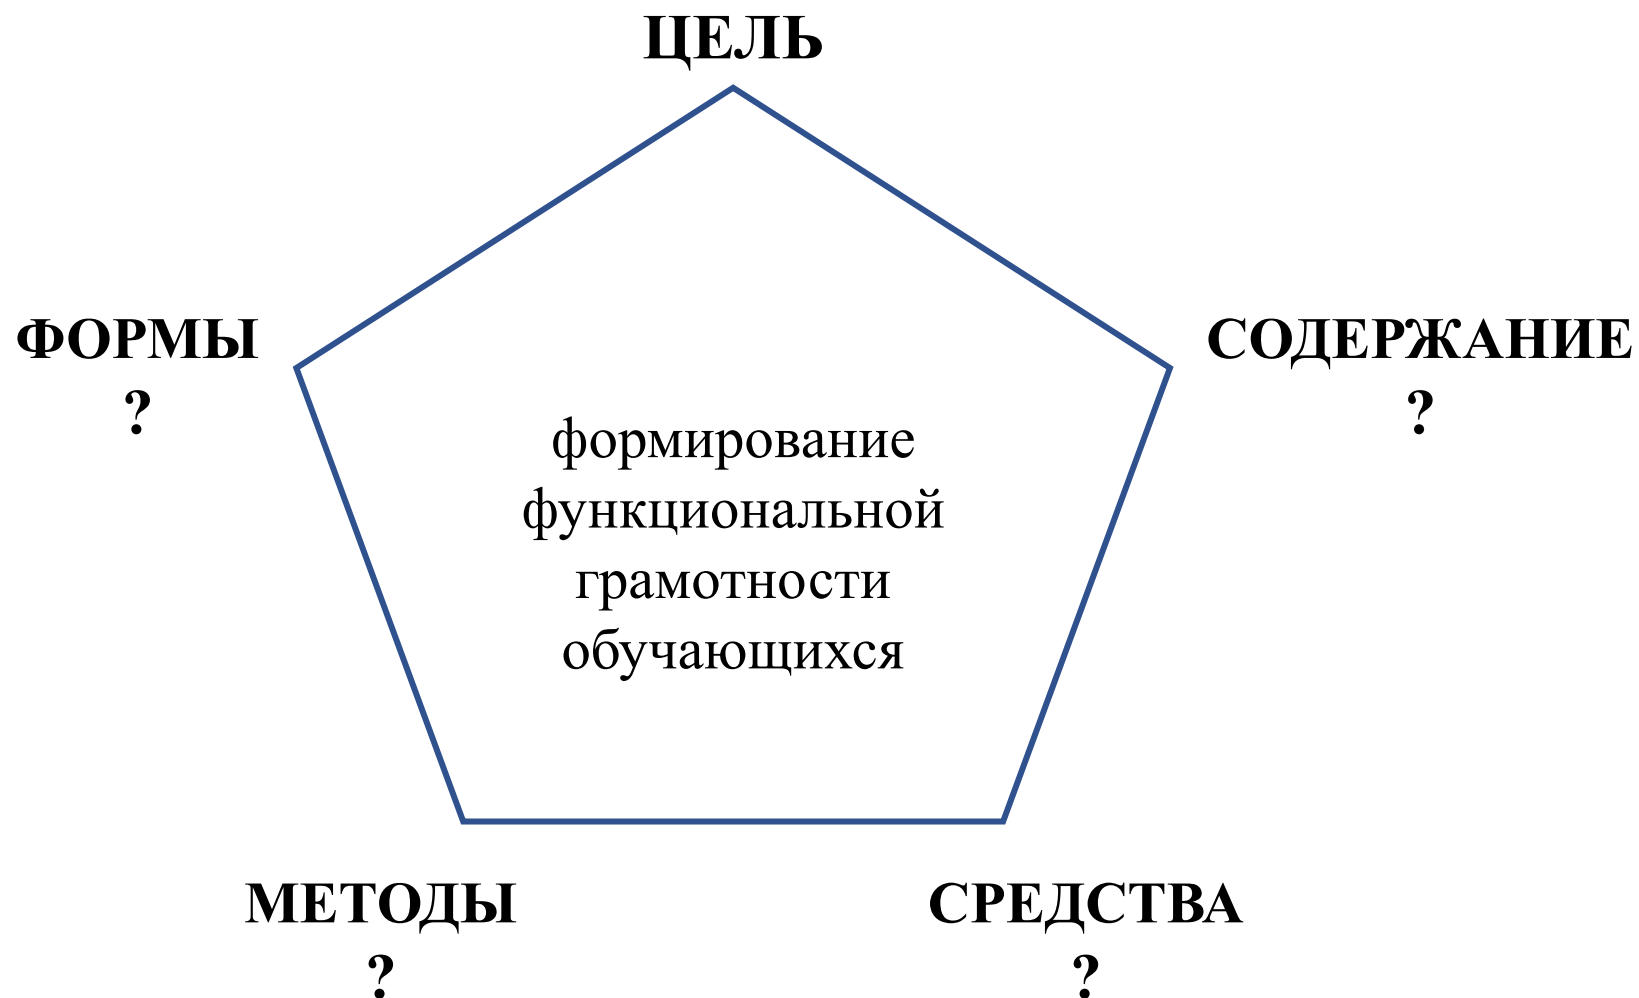 ЦЕЛЬ
ФОРМЫ
?
СОДЕРЖАНИЕ
?
формирование
функциональной
грамотности
обучающихся
МЕТОДЫ
?
СРЕДСТВА
?